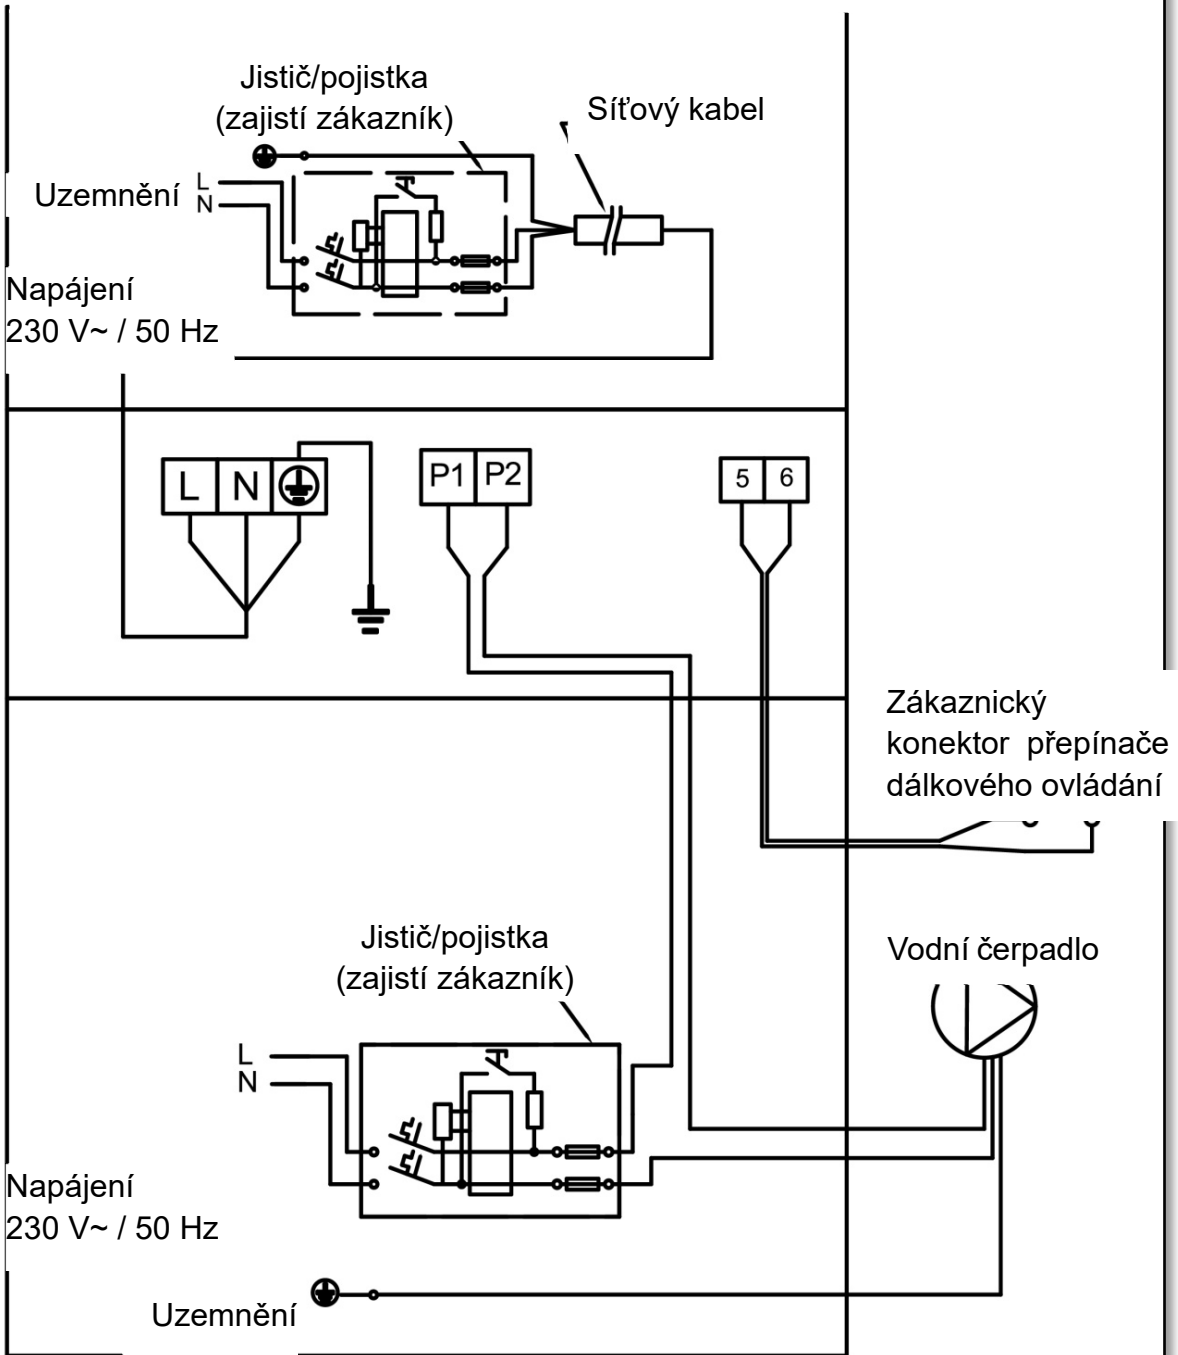 Jistič/pojistka
(zajistí zákazník)
Síťový kabel
Uzemnění
L
N
Napájení
230 V~ / 50 Hz
L N
P1 P2
5 6
Zákaznický
konektor přepínače
dálkového ovládání
Jistič/pojistka
(zajistí zákazník)
Vodní čerpadlo
L
N
Napájení
230 V~ / 50 Hz
Uzemnění